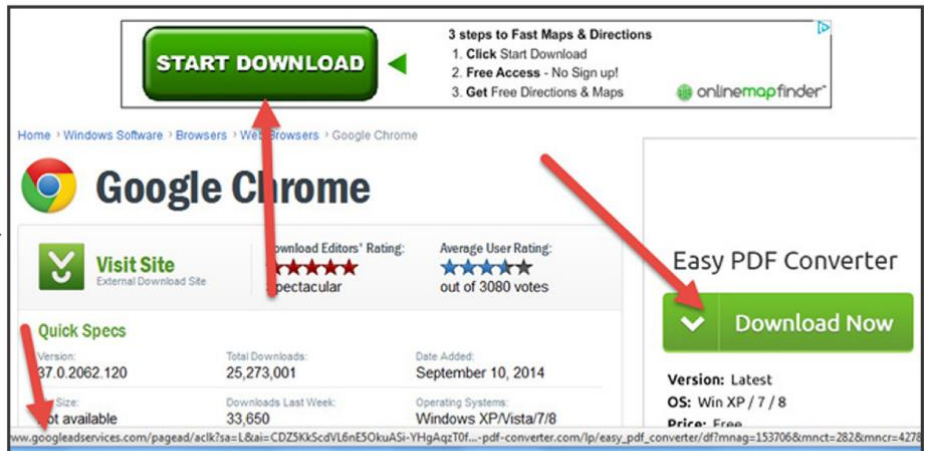 START DOWNLOAD
3 steps to Fast Maps & Directions
1. Click Start Download
2. Free Access - No Sign up!
3. Get Free Directions & Maps
onlinemapfinder
Home › Windows Software › Browsers › Web Browsers › Google Chrome
Google Chrome
Visit Site
External Download Site
Editors' Rating:
Spectacular
Average User Rating:
out of 3080 votes
Quick Specs
Version:
37.0.2062.120
Total Downloads:
25,273,001
Date Added:
September 10, 2014
Size:
available
Downloads Last Week:
33,650
Operating Systems:
Windows XP/Vista/7/8
Easy PDF Converter
Download Now
Version: Latest
OS: Win XP / 7 / 8
Price: Free
ww.googleadservices.com/pagead/aclk?sa=L&ai=CDZ5KkScdVL6nE5OkuASi-YHgAqzT0f...-pdf-converter.com/lp/easy_pdf_converter/df?mnag=153706&mnct=282&mncr=4278